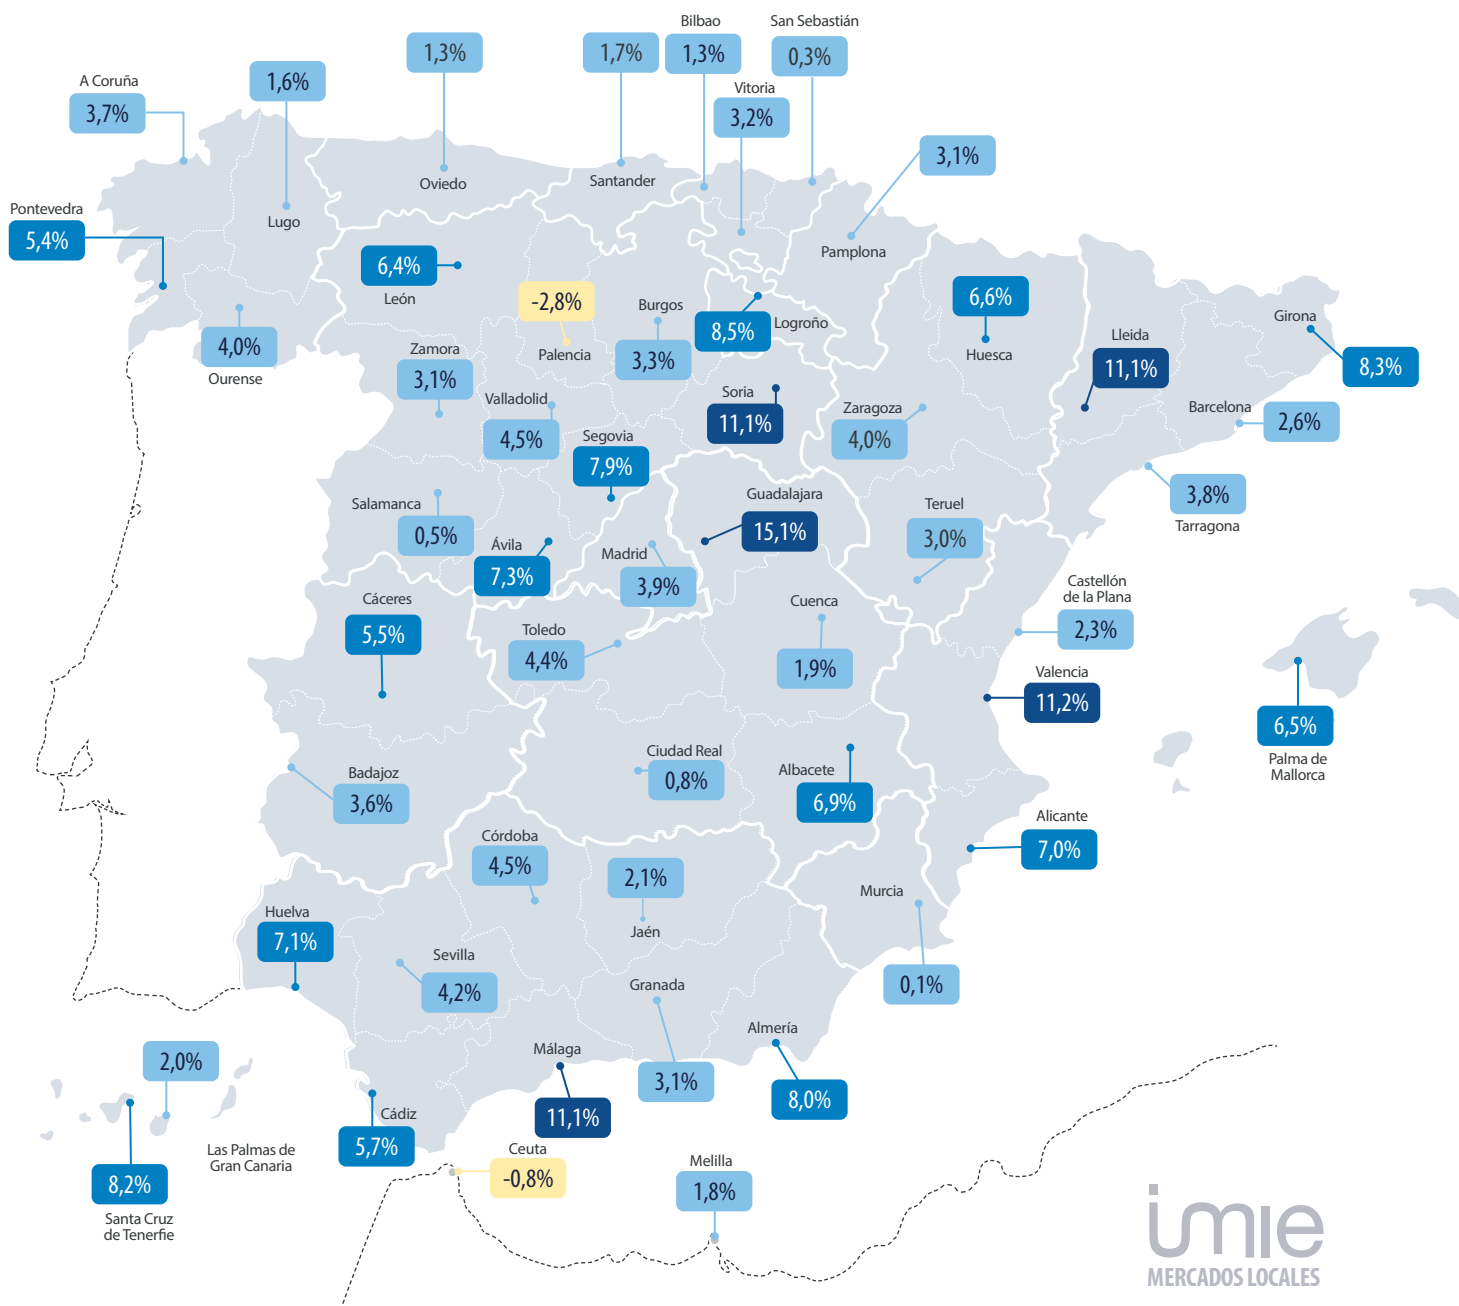 Bilbao
San Sebastián
1,3%
1,7%
1,3%
0,3%
A Coruña
1,6%
Vitoria
3,7%
3,2%
3,1%
Oviedo
Santander
Pontevedra
Lugo
5,4%
Pamplona
6,4%
León
-2,8%
Burgos
6,6%
Palencia
3,3%
8,5%
Logroño
Huesca
Lleida
Girona
4,0%
Ourense
Zamora
3,1%
11,1%
8,3%
Valladolid
4,5%
Soria
11,1%
Zaragoza
4,0%
Barcelona
2,6%
Segovia
7,9%
Salamanca
0,5%
Guadalajara
15,1%
Teruel
3,0%
3,8%
Tarragona
Ávila
7,3%
Madrid
3,9%
Cáceres
5,5%
Toledo
4,4%
Cuenca
1,9%
Castellón
de la Plana
2,3%
Valencia
11,2%
6,5%
Palma de
Mallorca
Badajoz
3,6%
Ciudad Real
0,8%
Albacete
6,9%
Alicante
7,0%
Córdoba
4,5%
2,1%
Jaén
Murcia
0,1%
Huelva
7,1%
Sevilla
4,2%
Granada
3,1%
Almería
8,0%
Málaga
11,1%
2,0%
Las Palmas de
Gran Canaria
8,2%
Santa Cruz
de Tenerife
Cádiz
5,7%
Ceuta
-0,8%
Melilla
1,8%
imie
MERCADOS LOCALES